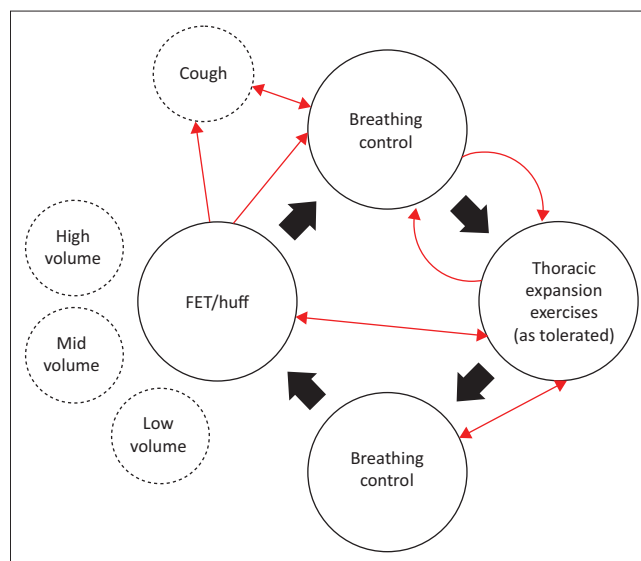 Cough
Breathing
control
High
volume
FET/huff
Thoracic
expansion
exercises
(as tolerated)
Mid
volume
Low
volume
Breathing
control